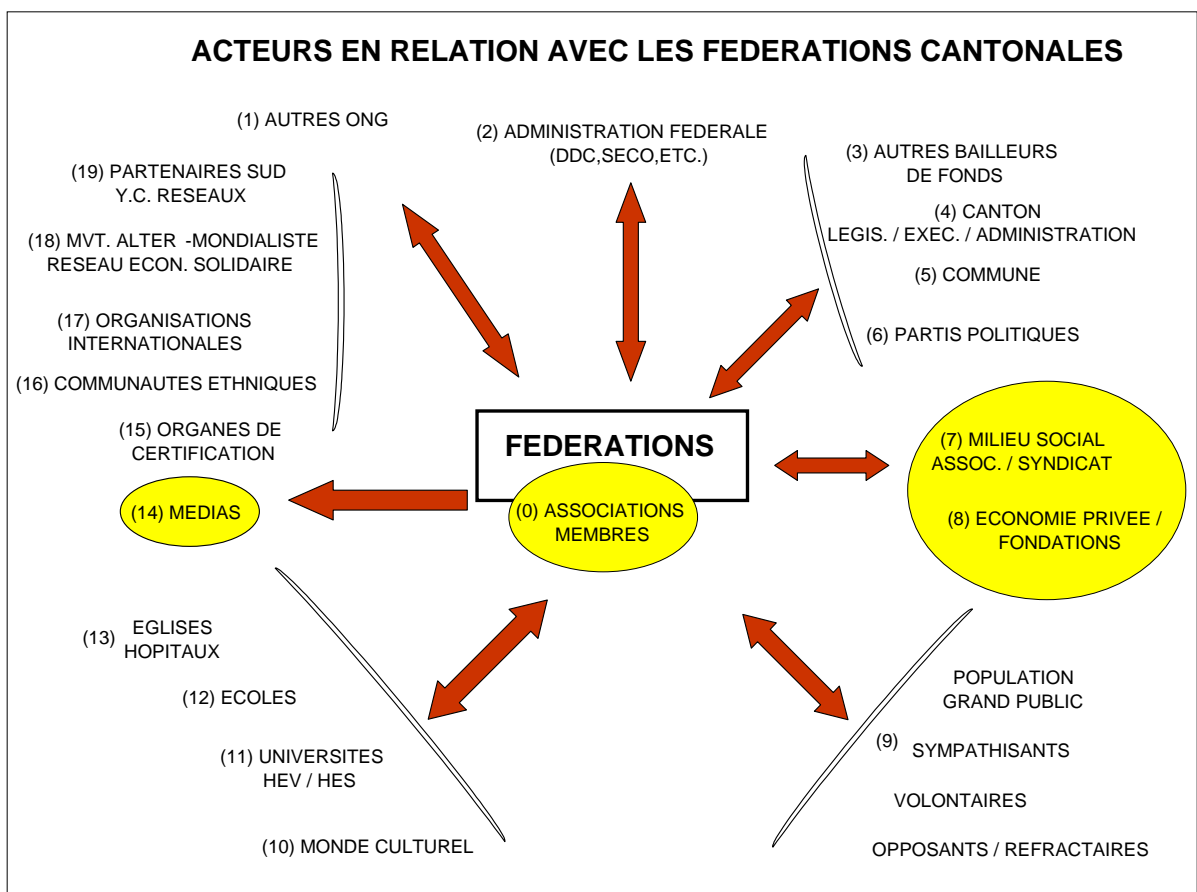 ACTEURS EN RELATION AVEC LES FEDERATIONS CANTONALES
(1) AUTRES ONG
(2) ADMINISTRATION FEDERALE
(DDC,SECO,ETC.)
(3) AUTRES BAILLEURS
DE FONDS
(4) CANTON
LEGIS. / EXEC. / ADMINISTRATION
(5) COMMUNE
(6) PARTIS POLITIQUES
(19) PARTENAIRES SUD
Y.C. RESEAUX
(18) MVT. ALTER -MONDIALISTE
RESEAU ECON. SOLIDAIRE
(17) ORGANISATIONS
INTERNATIONALES
(16) COMMUNAUTES ETHNIQUES
(15) ORGANES DE
CERTIFICATION
(14) MEDIAS
FEDERATIONS
(0) ASSOCIATIONS
MEMBRES
(7) MILIEU SOCIAL
ASSOC. / SYNDICAT
(8) ECONOMIE PRIVEE /
FONDATIONS
(13) EGLISES
HOPITAUX
(12) ECOLES
(11) UNIVERSITES
HEV / HES
(10) MONDE CULTUREL
POPULATION
GRAND PUBLIC
(9) SYMPATHISANTS
VOLONTAIRES
OPPOSANTS / REFRACTAIRES